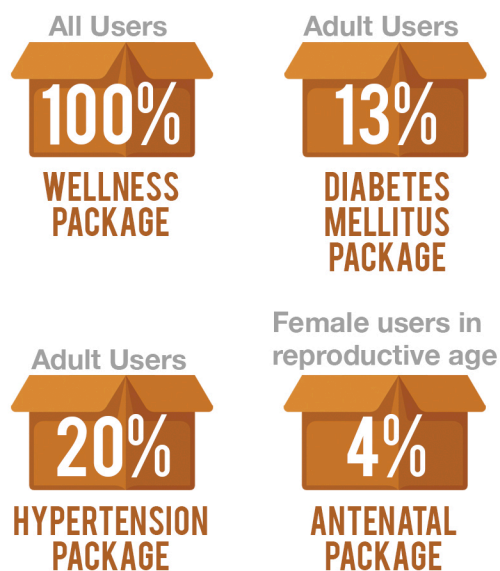 All Users
100%
WELLNESS
PACKAGE
Adult Users
13%
DIABETES
MELLITUS
PACKAGE
Adult Users
20%
HYPERTENSION
PACKAGE
Female users in
reproductive age
4%
ANTENATAL
PACKAGE